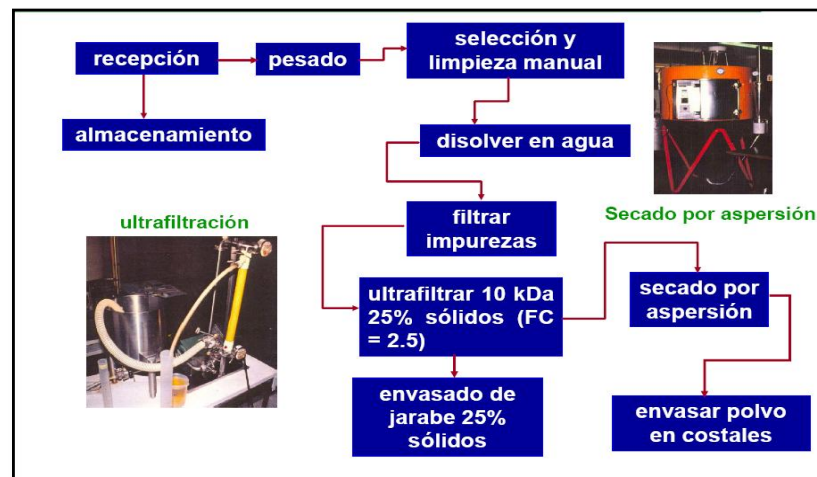 recepción
pesado
selección y
limpieza manual
almacenamiento
disolver en agua
ultrafiltración
filtrar
impurezas
Secado por aspersión
ultrafiltrar 10 kDa
25% sólidos (FC
= 2.5)
secado por
aspersión
envasado de
jarabe 25%
sólidos
envasar polvo
en costales